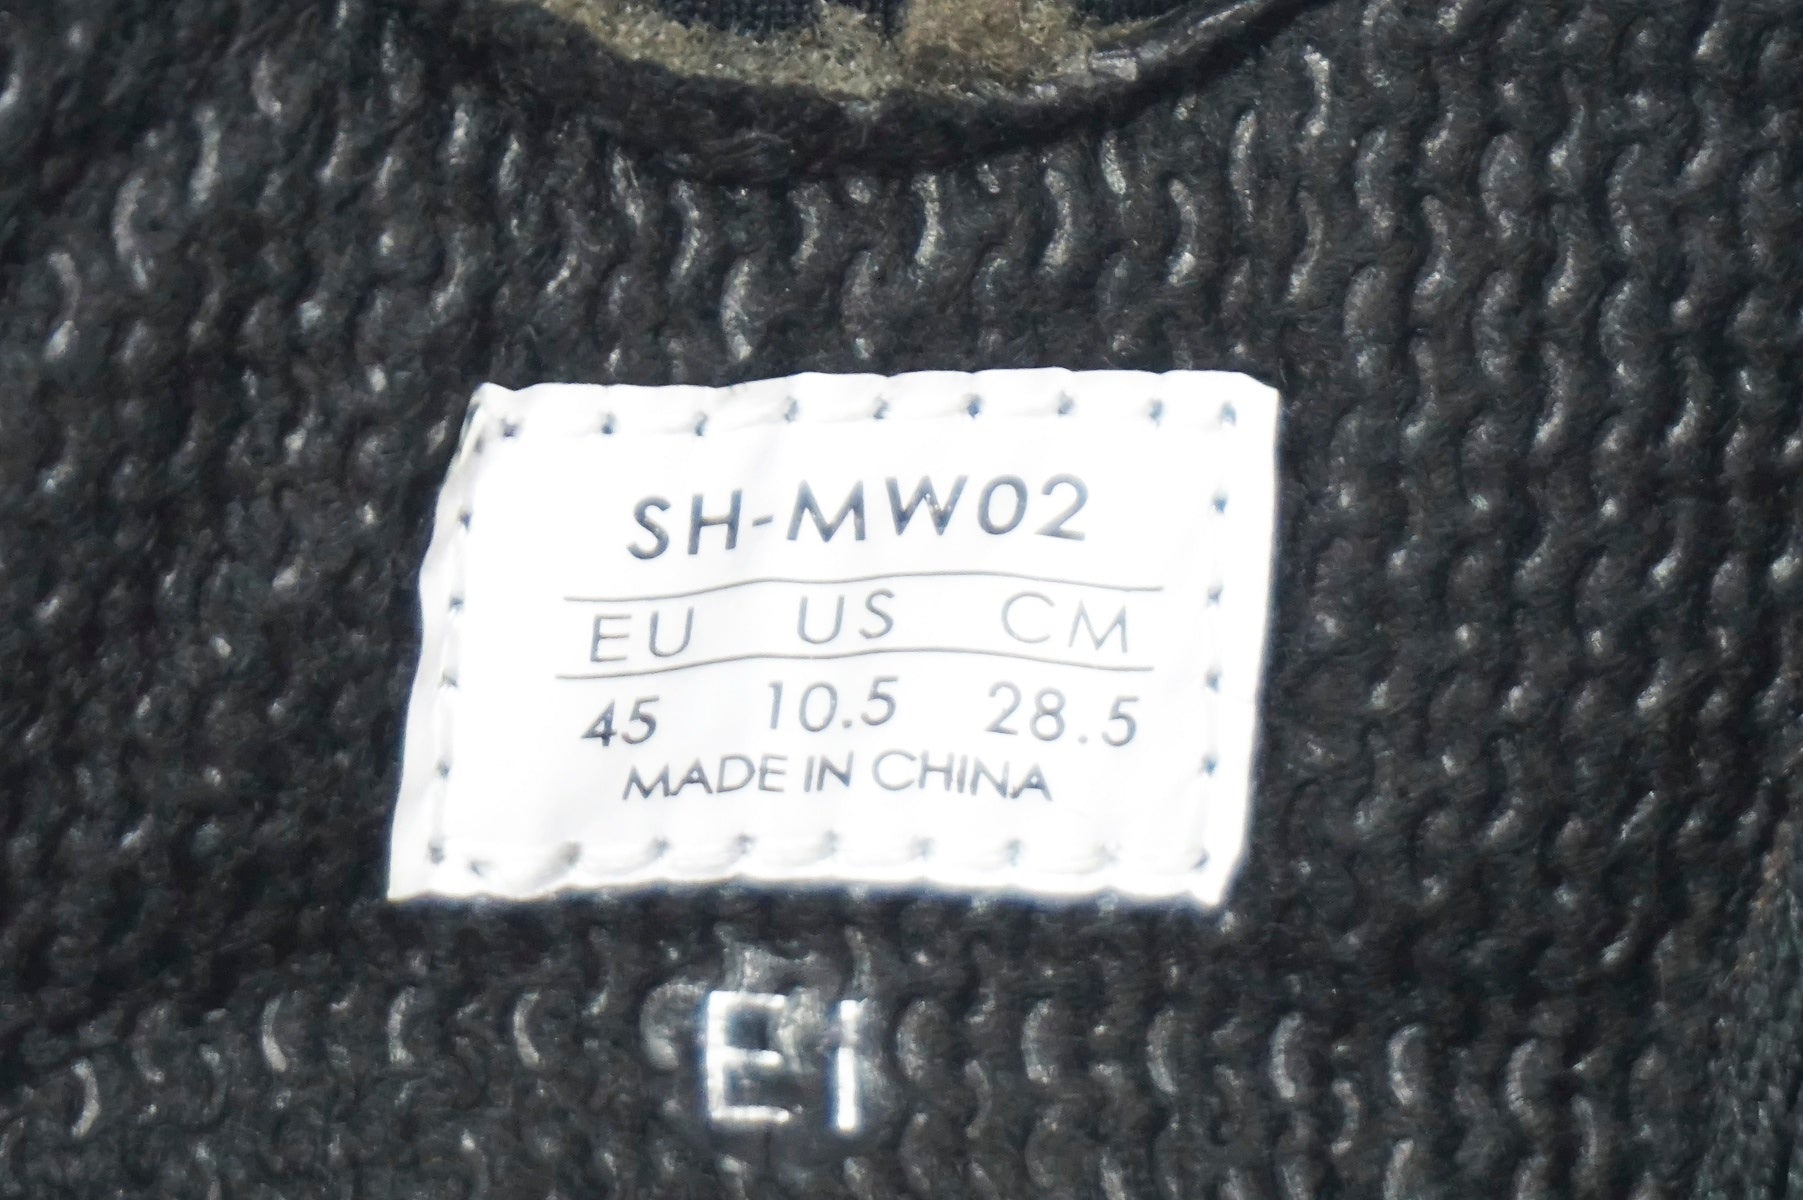 SH-MW02
EU US CM
45 10.5 28.5
MADE IN CHINA
E1